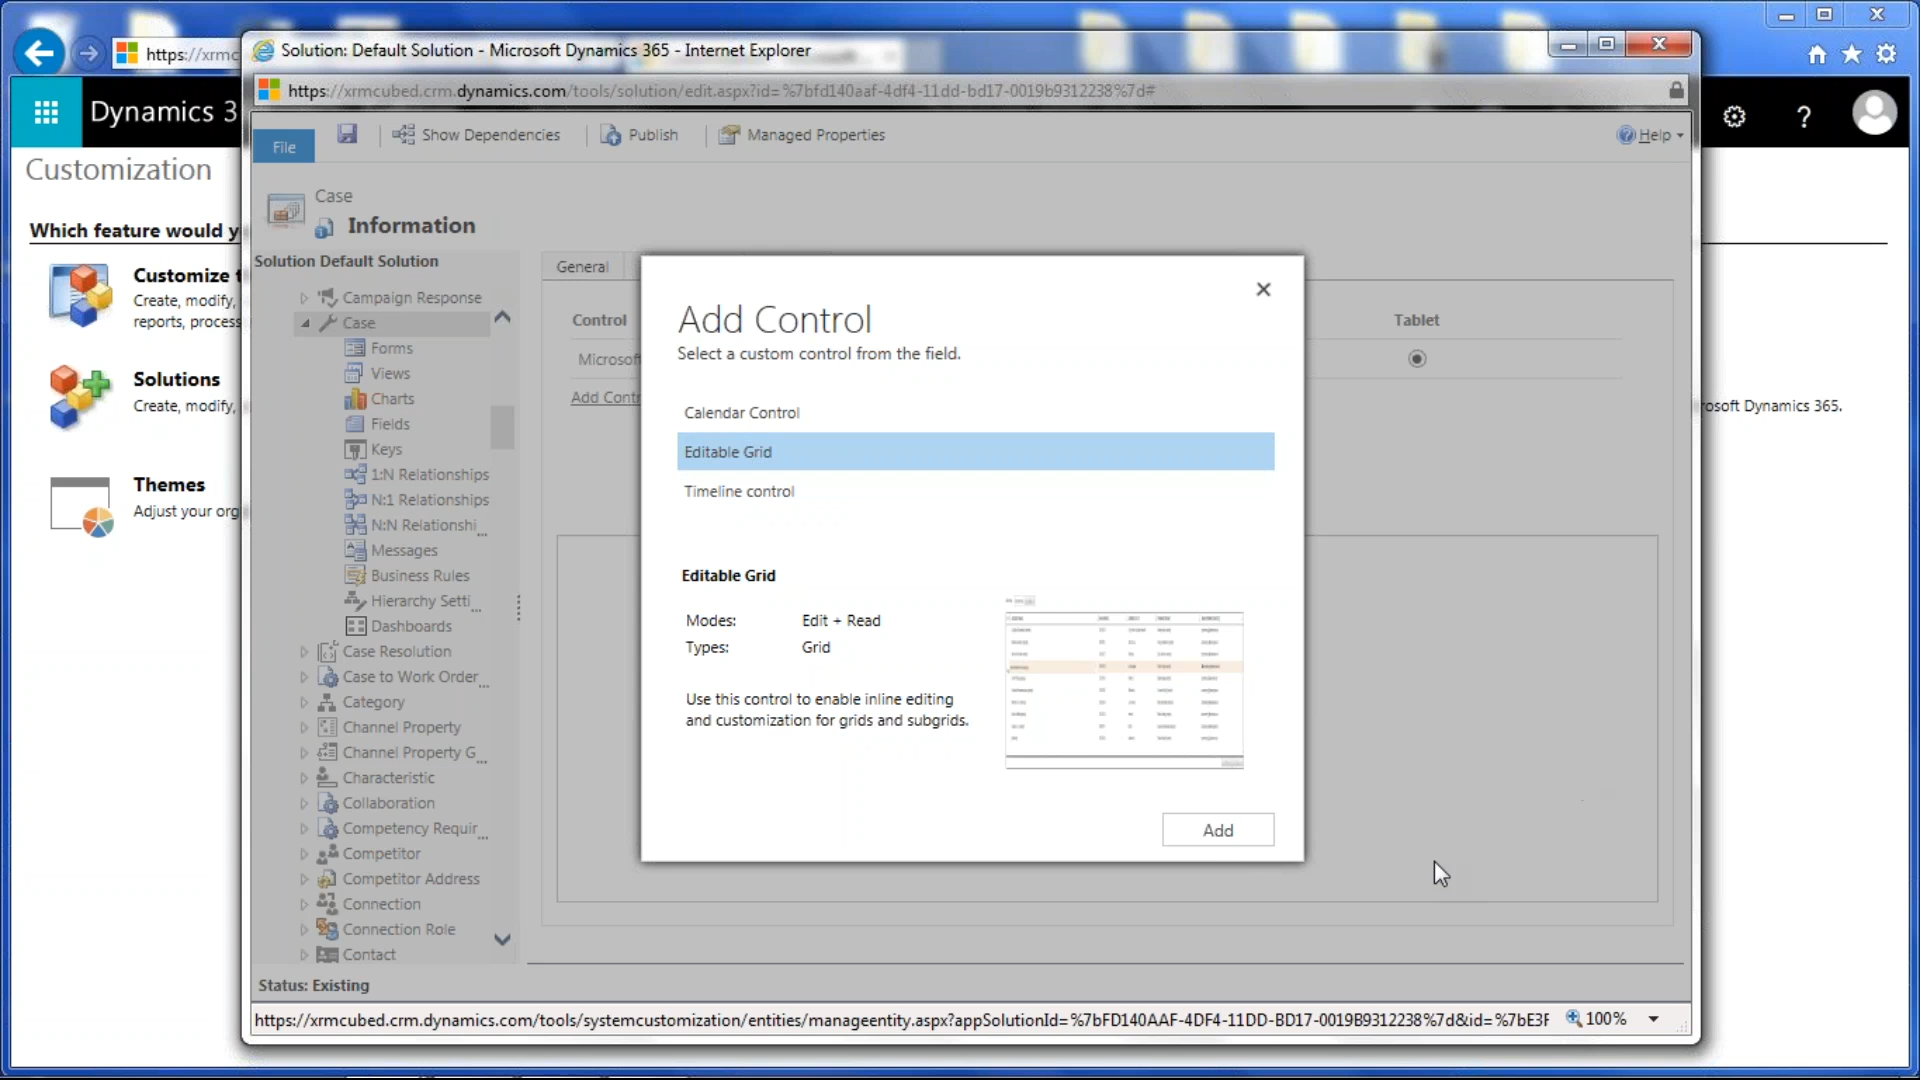 https://xrmc
Solution: Default Solution - Microsoft Dynamics 365 - Internet Explorer
https://xrmcubed.crm.dynamics.com/tools/solution/edit.aspx?id=%7bfd140aaf-4df4-11dd-bd17-0019b9312238%7d#
Dynamics 3
File
Show Dependencies
Publish
Managed Properties
Help
?
Customization
Case
Information
Which feature would y
Solution Default Solution
Customize t
Create, modify,
reports, process
Solutions
Create, modify,
rosoft Dynamics 365.
Themes
Adjust your org
Campaign Response
Case
Forms
Views
Charts
Fields
Keys
1:N Relationships
N:1 Relationships
N:N Relationshi...
Messages
Business Rules
Hierarchy Setti...
Dashboards
Case Resolution
Case to Work Order...
Category
Channel Property
Channel Property G...
Characteristic
Collaboration
Competency Requir...
Competitor
Competitor Address
Connection
Connection Role
Contact
General
Control
Tablet
Microsof
Add Contr
Add Control
Select a custom control from the field.
Calendar Control
Editable Grid
Timeline control
Editable Grid
Modes: Edit + Read
Types: Grid
Use this control to enable inline editing
and customization for grids and subgrids.
Add
Status: Existing
https://xrmcubed.crm.dynamics.com/tools/systemcustomization/entities/manageentity.aspx?appSolutionId=%7bFD140AAF-4DF4-11DD-BD17-0019B9312238%7d&id=%7bE3F
100%